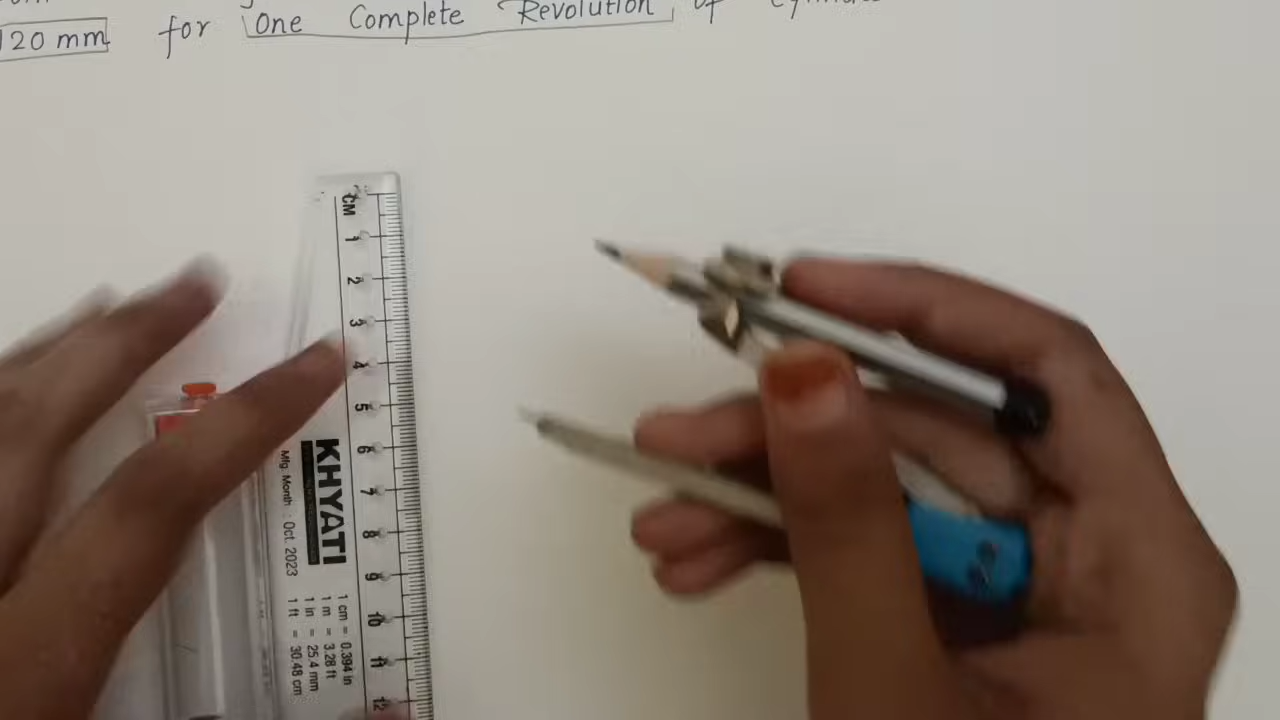 120 mm for One Complete Revolution of
CM
1
2
3
4
5
6
7
8
9
10
11
12
KHYATI
Mfg. Month : Oct. 2023
1 cm = 0.394 in
1 m = 3.28 ft
1 in = 25.4 mm
1 ft = 30.48 cm